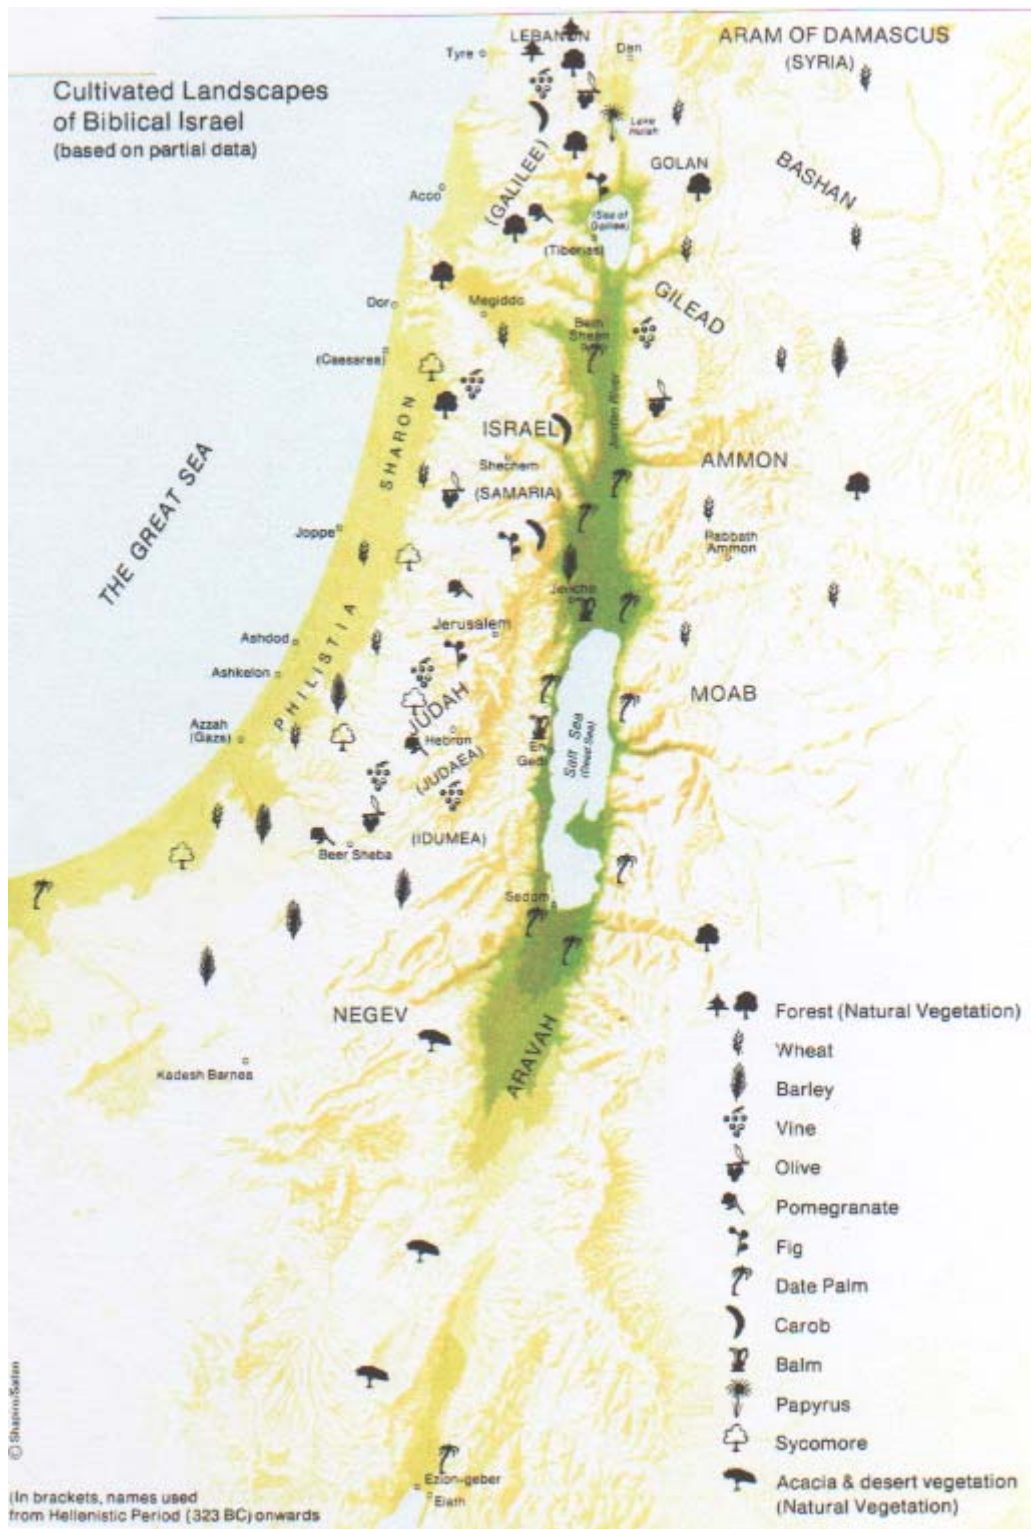 Cultivated Landscapes
of Biblical Israel
(based on partial data)
LEBANON
ARAM OF DAMASCUS
(SYRIA)
Tyre
Dan
Lake
Huleh
GOLAN
BASHAN
(GALILEE)
Acco
(Sea of
Galilee)
(Tiberias)
GILEAD
Dor
Megiddo
Beth
Shean
(Caesarea)
Jordan River
SHARON
ISRAEL
AMMON
Shechem
(SAMARIA)
THE GREAT SEA
Joppe
Rabbath
Ammon
Jericho
PHILISTIA
Jerusalem
Ashdod
Ashkelon
MOAB
JUDAH
Azzah
(Gaza)
Hebron
Salt Sea
(Dead Sea)
En
Gedi
(JUDAEA)
(IDUMEA)
Beer Sheba
Sedom
NEGEV
ARAVAH
Kadesh Barnea
Forest (Natural Vegetation)
Wheat
Barley
Vine
Olive
Pomegranate
Fig
Date Palm
Carob
Balm
Papyrus
Sycomore
Acacia & desert vegetation
(Natural Vegetation)
Ezion-geber
Elath
(In brackets, names used
from Hellenistic Period (323 BC) onwards